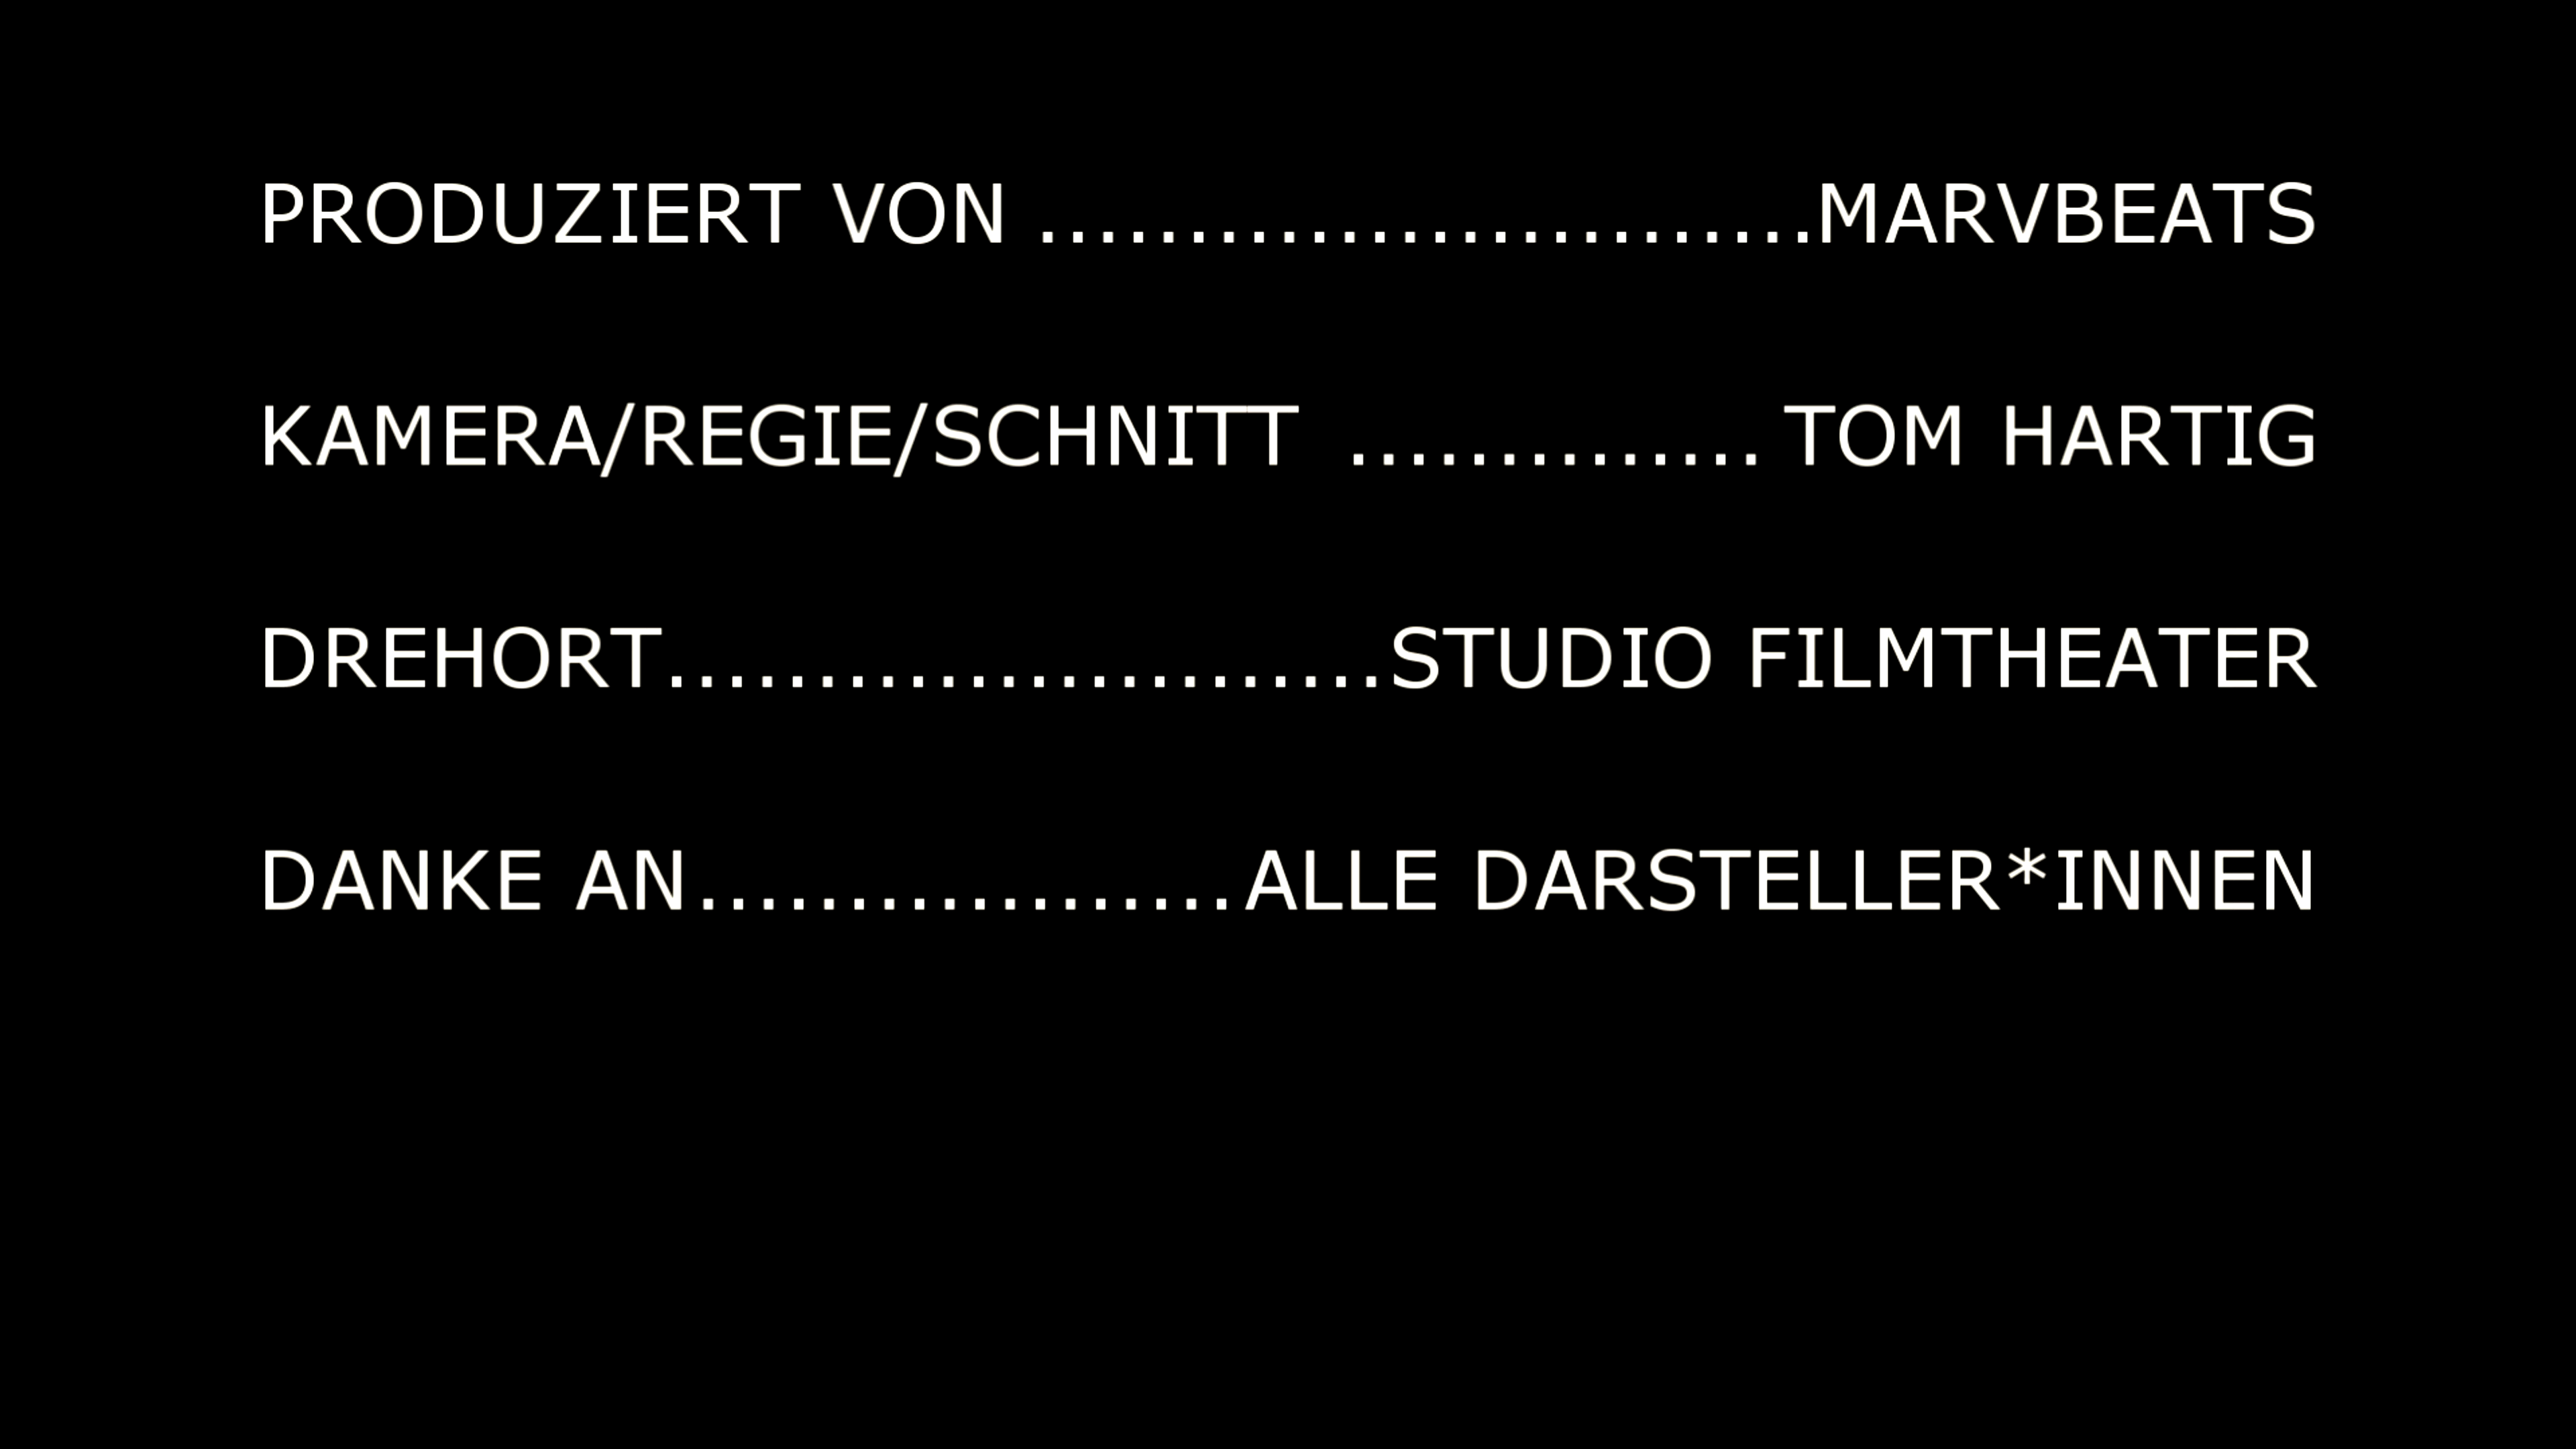 PRODUZIERT VON ..........................MARVBEATS
KAMERA/REGIE/SCHNITT  .............. TOM HARTIG
DREHORT........................STUDIO FILMTHEATER
DANKE AN..................ALLE DARSTELLER*INNEN